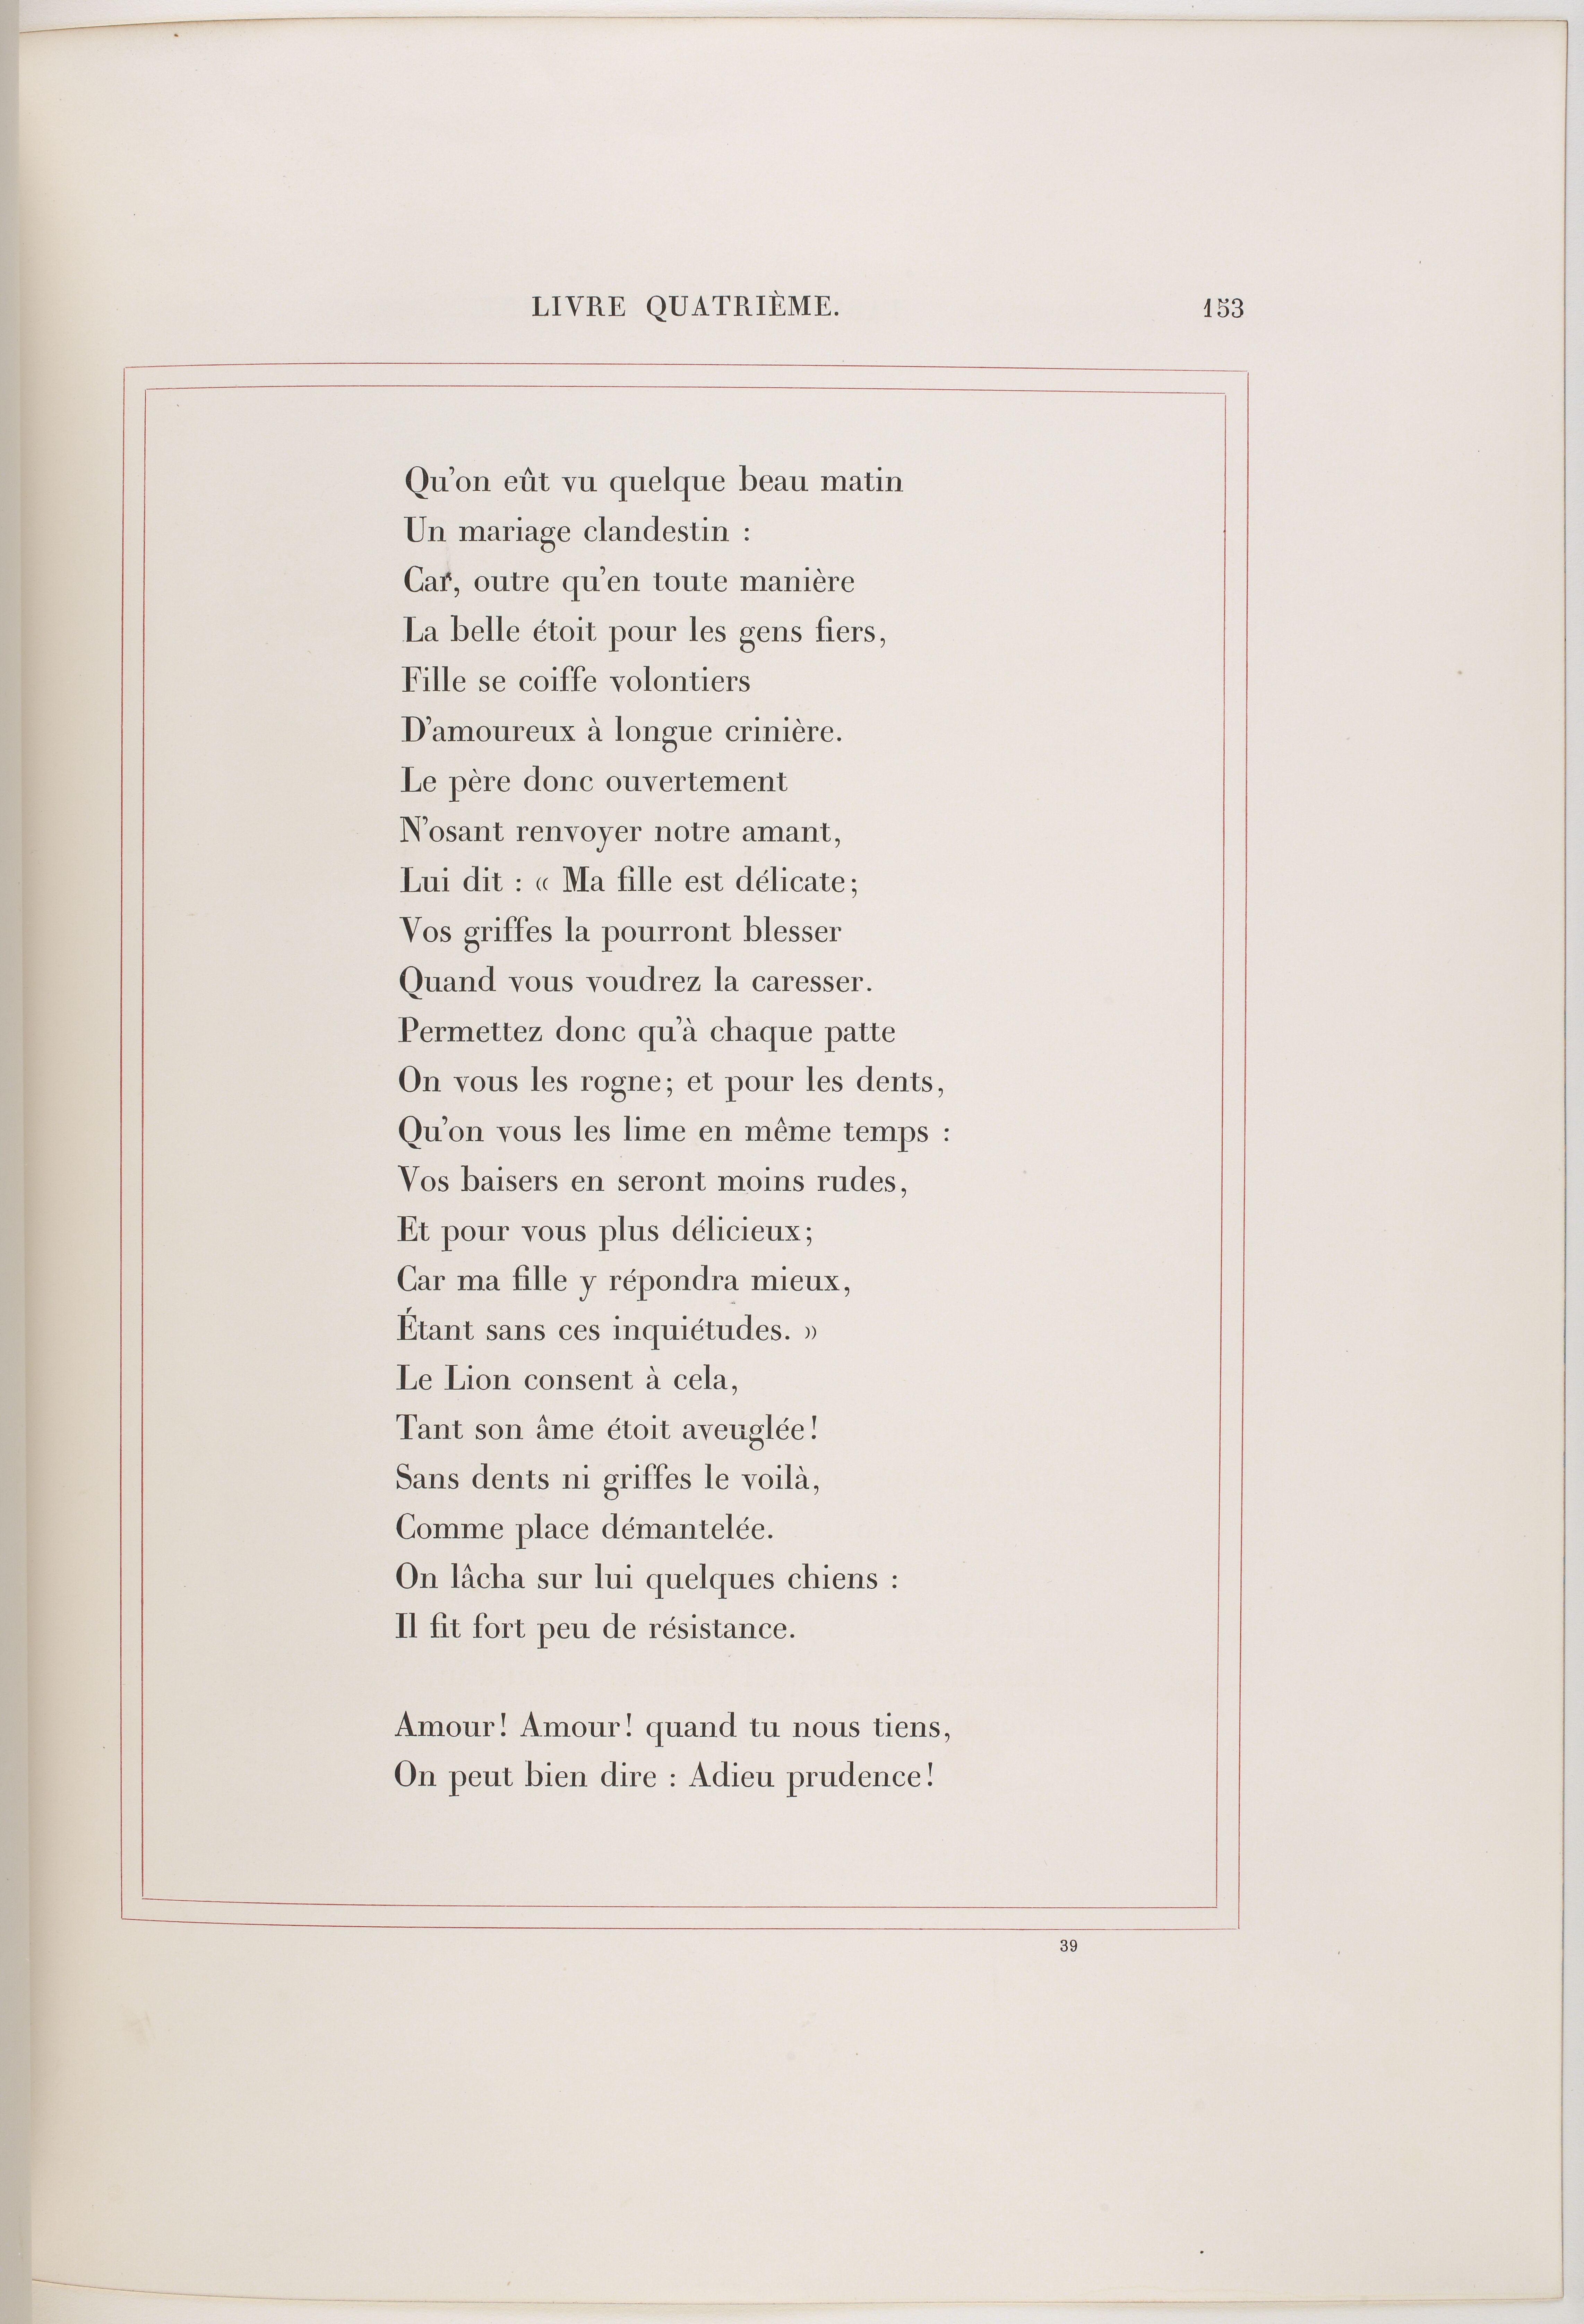 LIVRE QUATRIÈME.
153
Qu'on eût vu quelque beau matin
Un mariage clandestin :
Car, outre qu'en toute manière
La belle étoit pour les gens fiers,
Fille se coiffe volontiers
D'amoureux à longue crinière.
Le père donc ouvertement
N'osant renvoyer notre amant,
Lui dit : « Ma fille est délicate;
Vos griffes la pourront blesser
Quand vous voudrez la caresser.
Permettez donc qu'à chaque patte
On vous les rogne; et pour les dents,
Qu'on vous les lime en même temps :
Vos baisers en seront moins rudes,
Et pour vous plus délicieux;
Car ma fille y répondra mieux,
Étant sans ces inquiétudes. »
Le Lion consent à cela,
Tant son âme étoit aveuglée!
Sans dents ni griffes le voilà,
Comme place démantelée.
On lâcha sur lui quelques chiens :
Il fit fort peu de résistance.
Amour! Amour! quand tu nous tiens,
On peut bien dire : Adieu prudence!
39